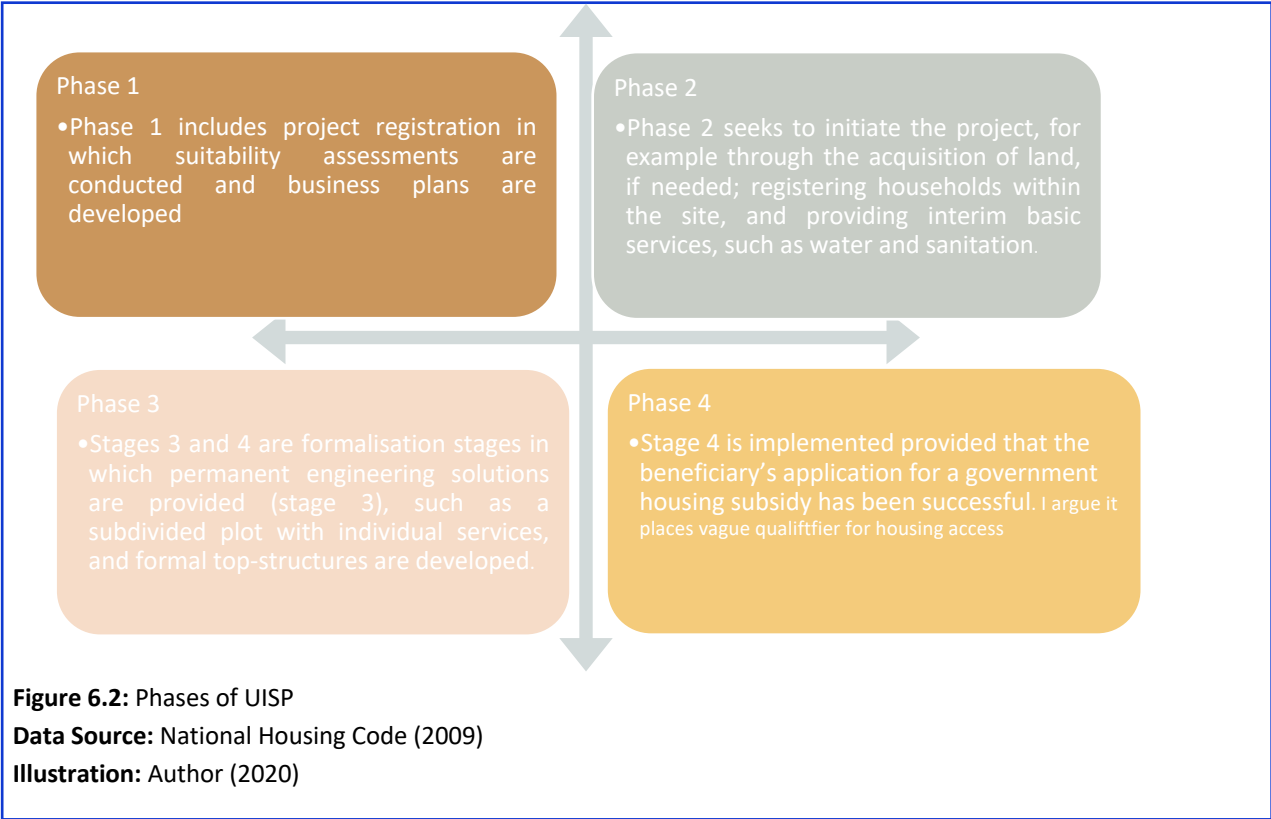 Phase 1
•Phase 1 includes project registration in
which suitability assessments are
conducted and business plans are
developed
Phase 2
•Phase 2 seeks to initiate the project, for
example through the acquisition of land,
if needed; registering households within
the site, and providing interim basic
services, such as water and sanitation.
Phase 3
•Stages 3 and 4 are formalisation stages in
which permanent engineering solutions
are provided (stage 3), such as a
subdivided plot with individual services,
and formal top-structures are developed.
Phase 4
•Stage 4 is implemented provided that the
beneficiary’s application for a government
housing subsidy has been successful. I argue it
places vague qualiftfier for housing access
Figure 6.2: Phases of UISP
Data Source: National Housing Code (2009)
Illustration: Author (2020)